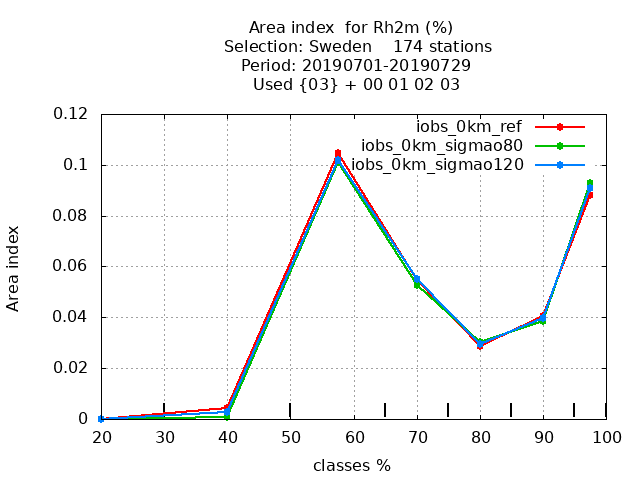 Area index  for Rh2m (%)
Selection: Sweden    174 stations
Period: 20190701-20190729
Used {03} + 00 01 02 03
iobs_0km_ref
iobs_0km_sigmao80
iobs_0km_sigmao120
Area index
0.12
0.1
0.08
0.06
0.04
0.02
0
20 30 40 50 60 70 80 90 100
classes %